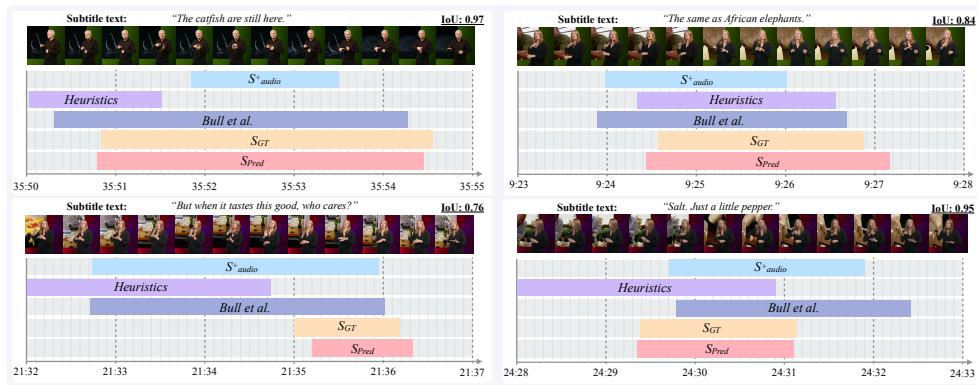 Subtitle text: "The catfish are still here." IoU: 0.97
S⁺audio
Heuristics
Bull et al.
SGT
SPred
35:50 35:51 35:52 35:53 35:54 35:55
Subtitle text: "The same as African elephants." IoU: 0.84
S⁺audio
Heuristics
Bull et al.
SGT
SPred
9:23 9:24 9:25 9:26 9:27 9:28
Subtitle text: "But when it tastes this good, who cares?" IoU: 0.76
S⁺audio
Heuristics
Bull et al.
SGT
SPred
21:32 21:33 21:34 21:35 21:36 21:37
Subtitle text: "Salt. Just a little pepper." IoU: 0.95
S⁺audio
Heuristics
Bull et al.
SGT
SPred
24:28 24:29 24:30 24:31 24:32 24:33